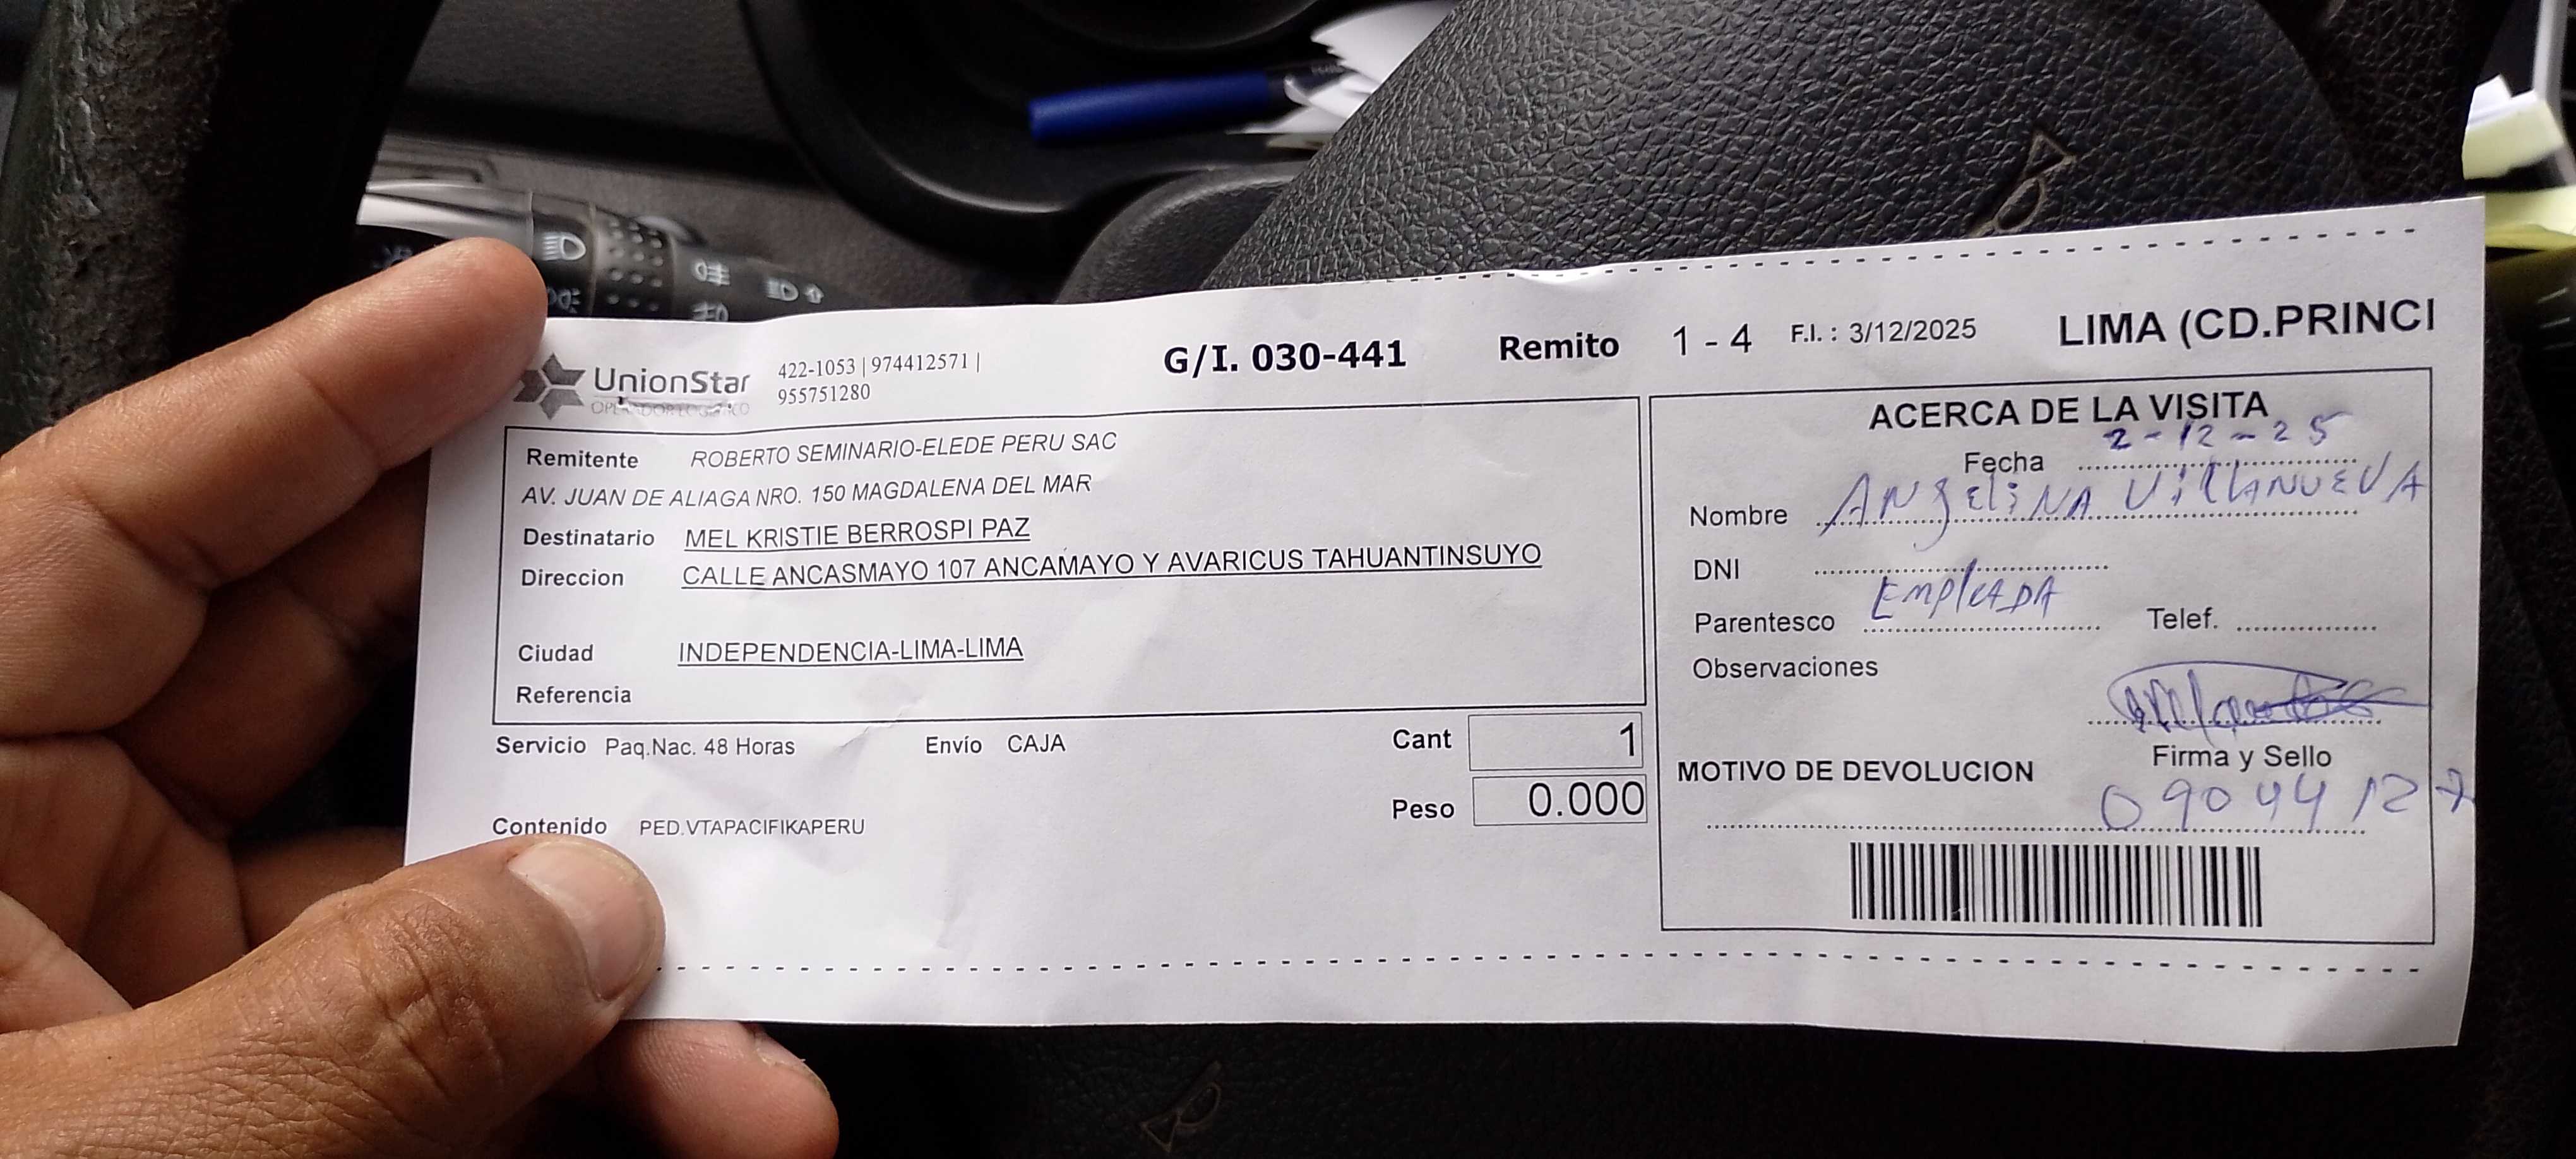 UnionStar
OPERADOR LOGISTICO
422-1053 | 974412571 |
955751280
G/I. 030-441
Remito 1 - 4
F.I. : 3/12/2025
LIMA (CD.PRINCI
Remitente ROBERTO SEMINARIO-ELEDE PERU SAC
AV. JUAN DE ALIAGA NRO. 150 MAGDALENA DEL MAR
Destinatario MEL KRISTIE BERROSPI PAZ
Direccion CALLE ANCASMAYO 107 ANCAMAYO Y AVARICUS TAHUANTINSUYO
Ciudad INDEPENDENCIA-LIMA-LIMA
Referencia
Servicio Paq.Nac. 48 Horas Envío CAJA
Cant 1
Peso 0.000
Contenido PED.VTAPACIFIKAPERU
ACERCA DE LA VISITA
Fecha 2-12-25
Nombre ANgeliNA VillANUEVA
DNI
Parentesco EmpleADA Telef.
Observaciones
Firma y Sello
MOTIVO DE DEVOLUCION
09044127